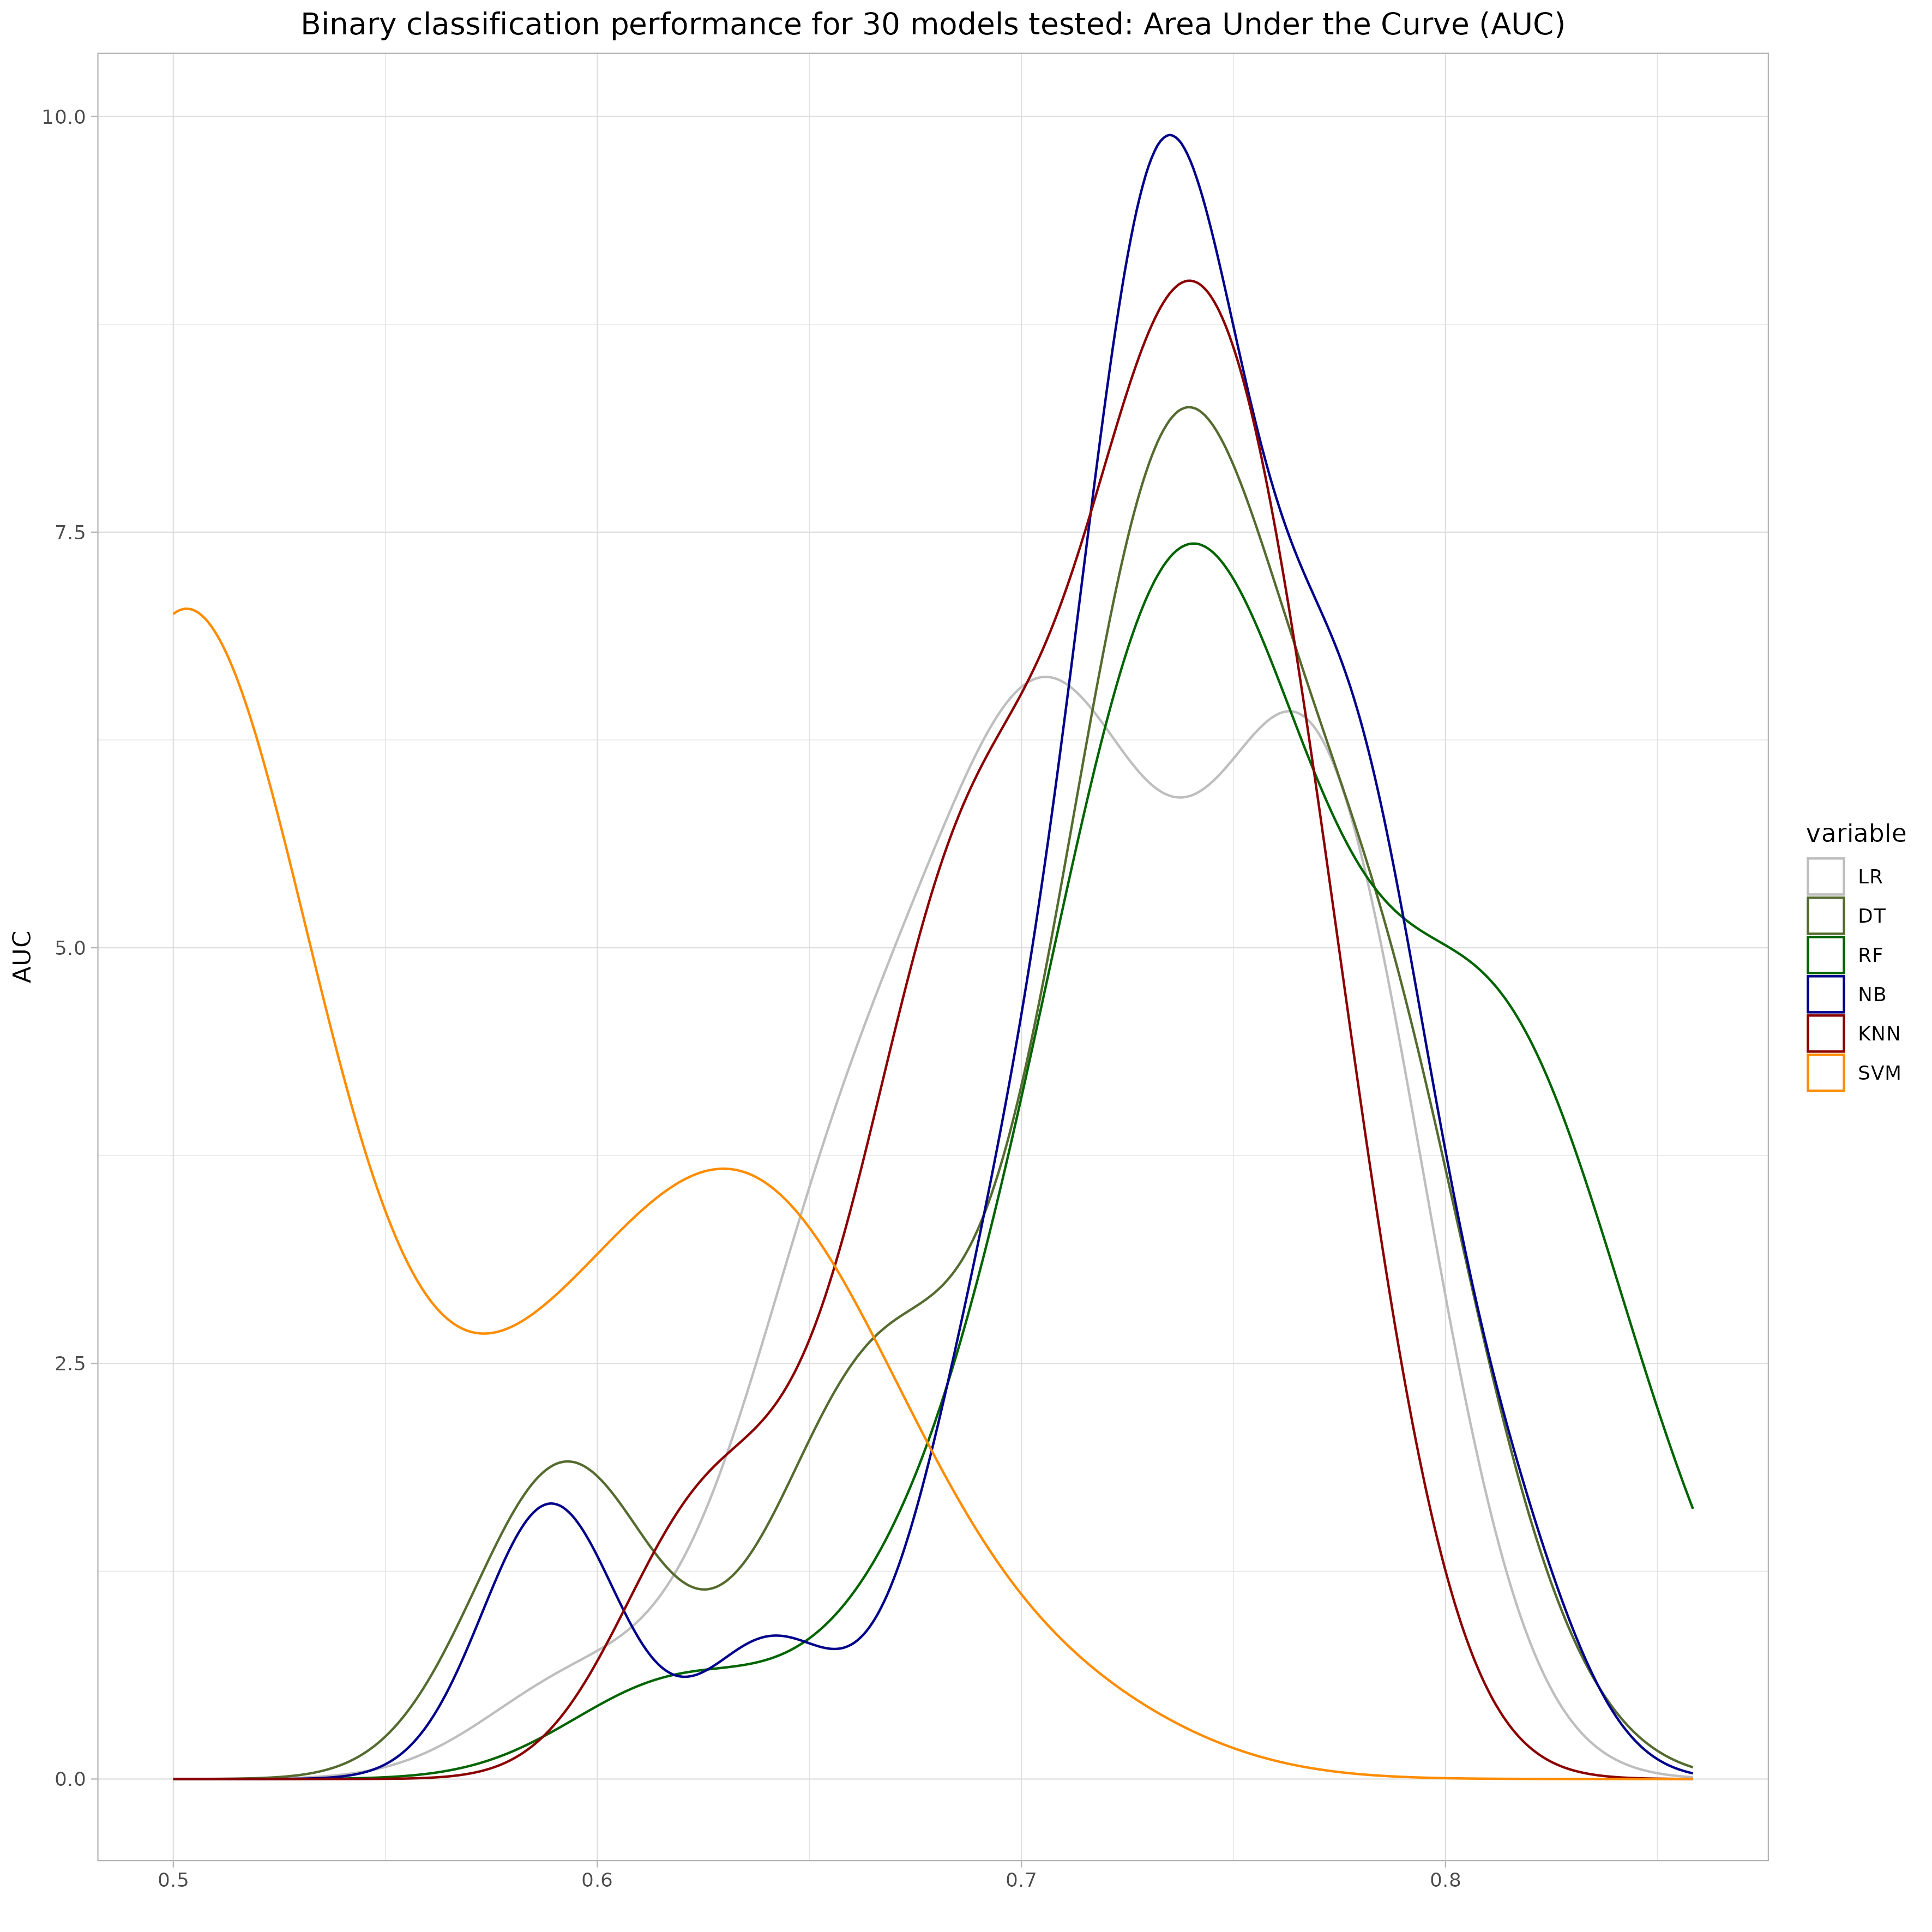 Binary classification performance for 30 models tested: Area Under the Curve (AUC)
10.0
7.5
5.0
2.5
0.0
AUC
0.5 0.6 0.7 0.8
variable
LR
DT
RF
NB
KNN
SVM